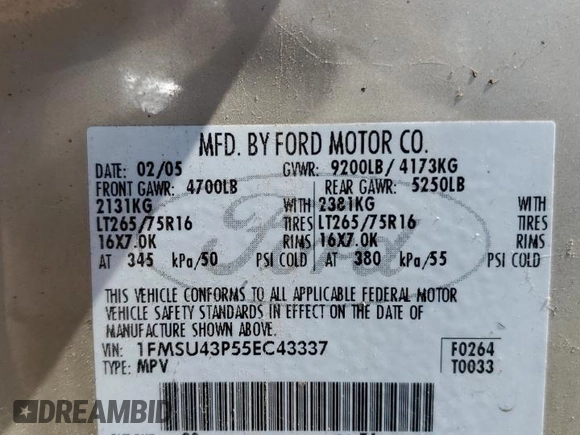 MFD. BY FORD MOTOR CO.
DATE: 02/05 GVWR: 9200LB/ 4173KG
FRONT GAWR: 4700LB REAR GAWR: 5250LB
2131KG WITH 2381KG WITH
LT265/75R16 TIRES LT265/75R16 TIRES
16X7.0K RIMS 16X7.0K RIMS
AT 345 kPa/50 PSI COLD AT 380 kPa/55 PSI COLD
Ford
THIS VEHICLE CONFORMS TO ALL APPLICABLE FEDERAL MOTOR
VEHICLE SAFETY STANDARDS IN EFFECT ON THE DATE OF
MANUFACTURE SHOWN ABOVE.
VIN: 1FMSU43P55EC43337 F0264
TYPE: MPV T0033
DREAMBID